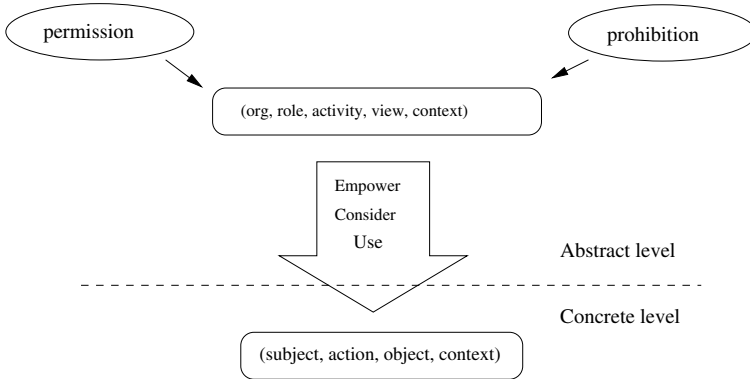 permission
prohibition
(org, role, activity, view, context)
Empower
Consider
Use
Abstract level
Concrete level
(subject, action, object, context)